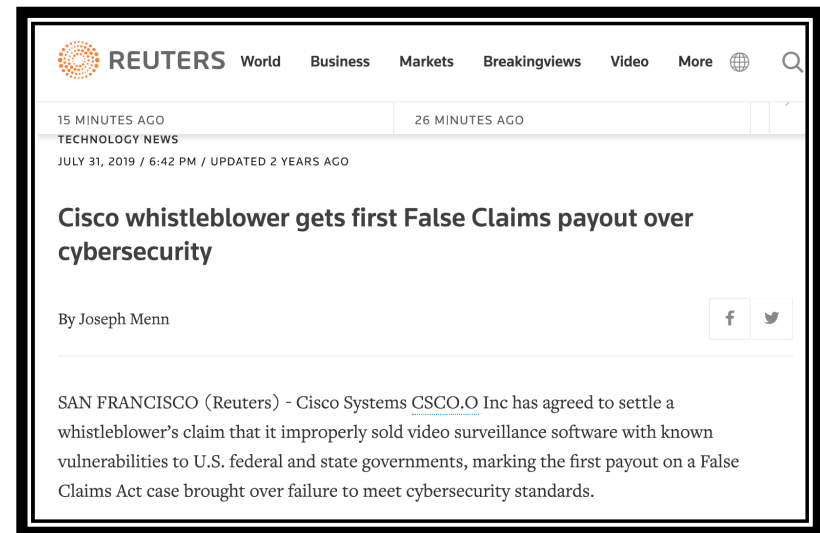 REUTERS World Business Markets Breakingviews Video More
15 MINUTES AGO 26 MINUTES AGO
TECHNOLOGY NEWS
JULY 31, 2019 / 6:42 PM / UPDATED 2 YEARS AGO
Cisco whistleblower gets first False Claims payout over
cybersecurity
By Joseph Menn
SAN FRANCISCO (Reuters) - Cisco Systems CSCO.O Inc has agreed to settle a
whistleblower’s claim that it improperly sold video surveillance software with known
vulnerabilities to U.S. federal and state governments, marking the first payout on a False
Claims Act case brought over failure to meet cybersecurity standards.